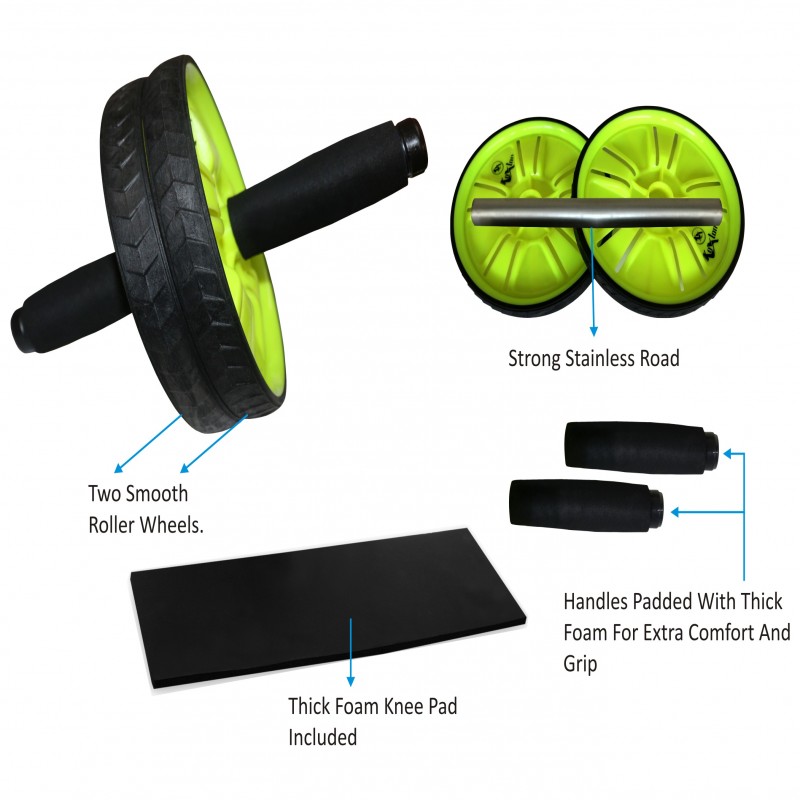 Strong Stainless Road
Two Smooth
Roller Wheels.
Handles Padded With Thick
Foam For Extra Comfort And
Grip
Thick Foam Knee Pad
Included